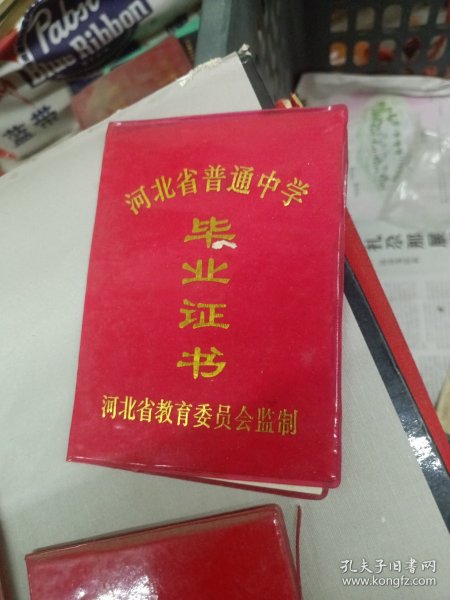 Pabst
Blue Ribbon
蓝带
河北省普通中学
毕
业
证
书
河北省教育委员会监制
孔夫子旧书网
www.kongfz.com